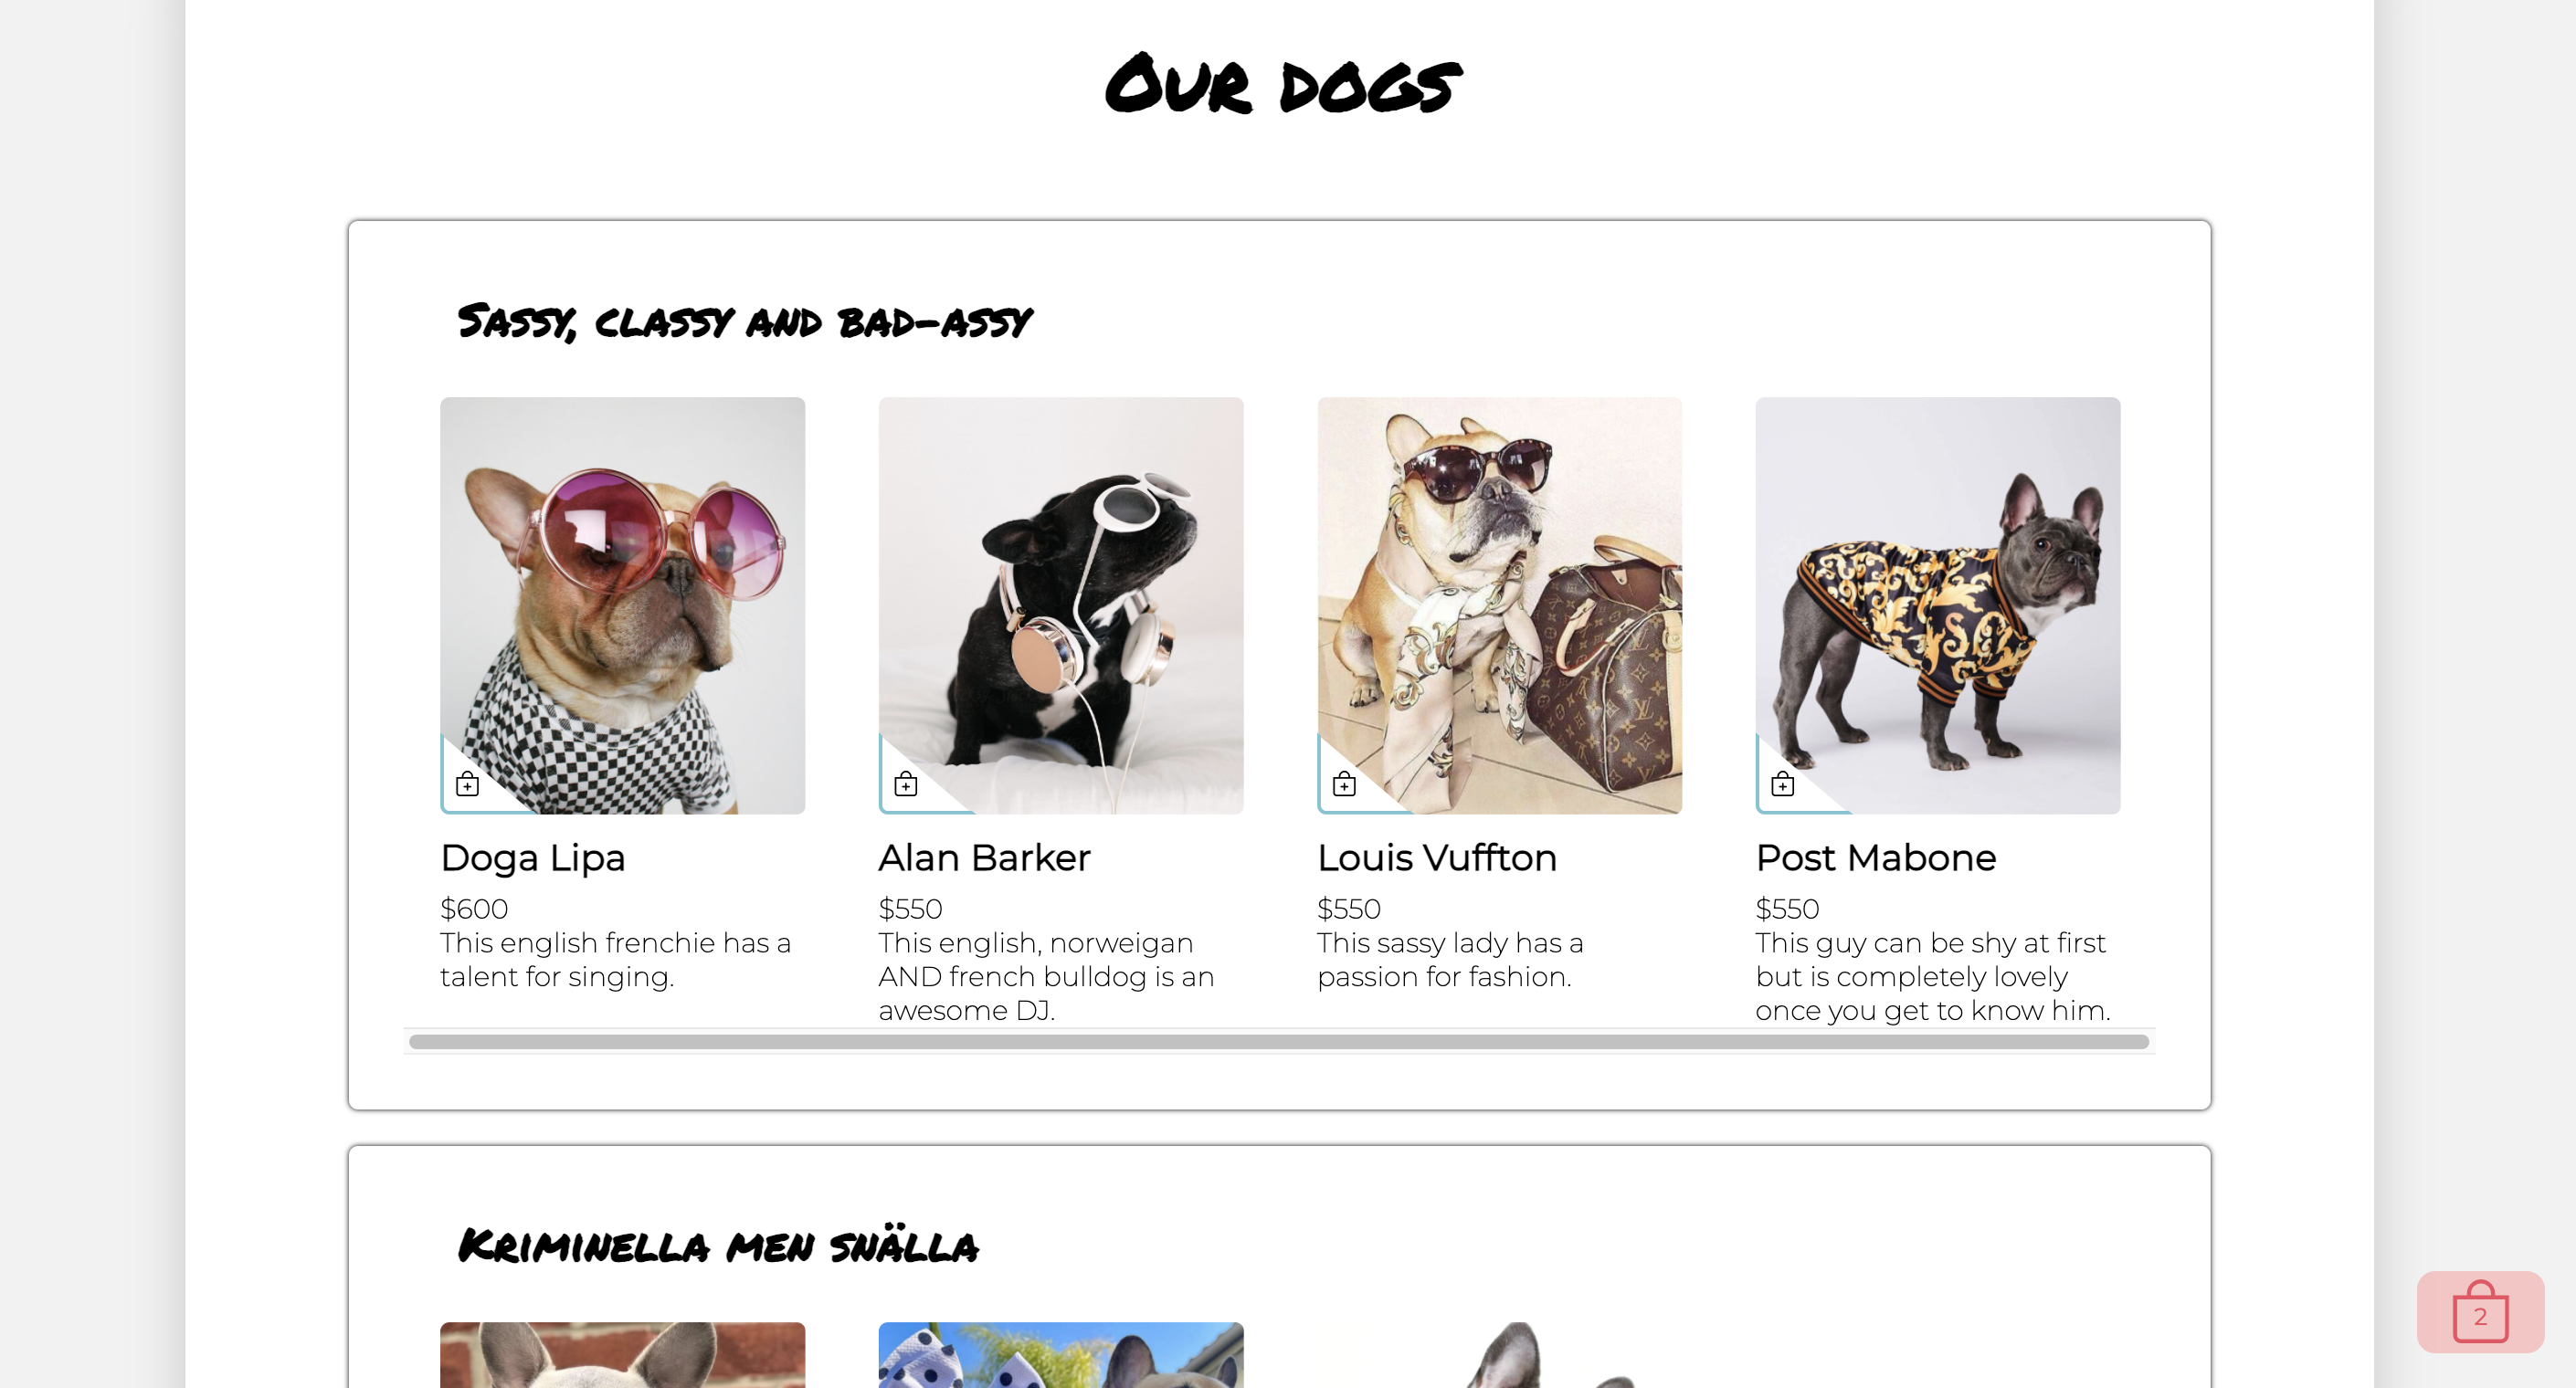 Our dogs
Sassy, classy and bad-assy
Doga Lipa
$600
This english frenchie has a
talent for singing.
Alan Barker
$550
This english, norweigan
AND french bulldog is an
awesome DJ.
Louis Vuffton
$550
This sassy lady has a
passion for fashion.
Post Mabone
$550
This guy can be shy at first
but is completely lovely
once you get to know him.
Kriminella men snälla
2